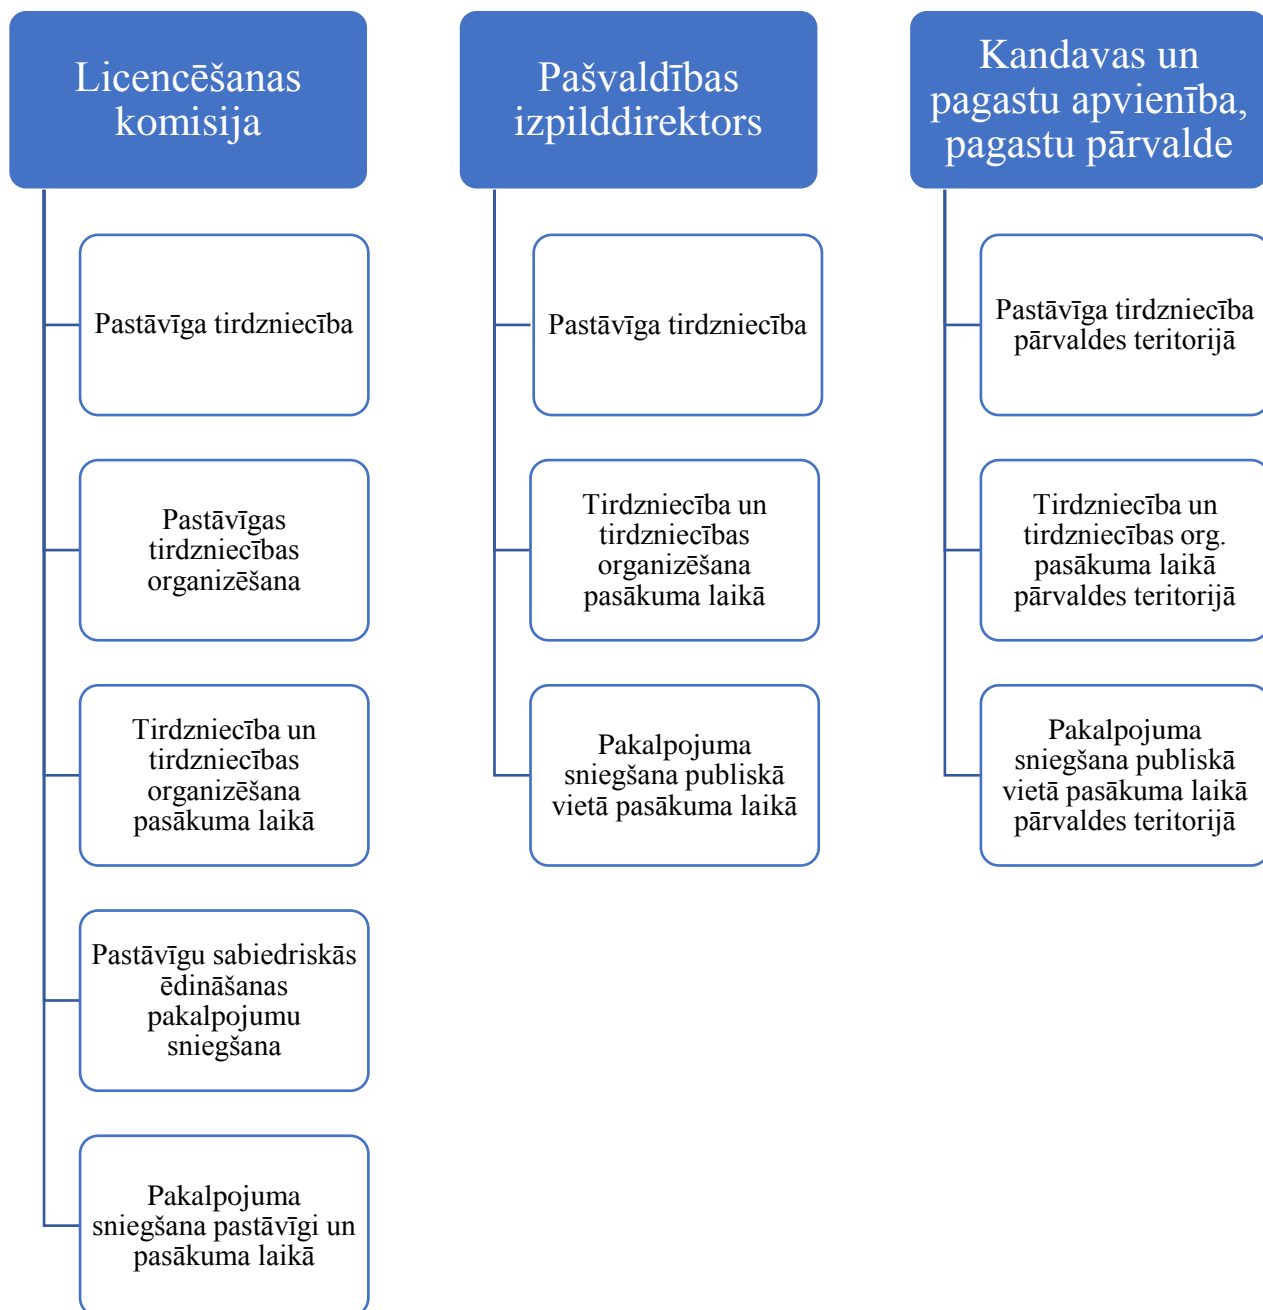 Licencēšanas
komisija
Pastāvīga tirdzniecība
Pastāvīgas
tirdzniecības
organizēšana
Tirdzniecība un
tirdzniecības
organizēšana
pasākuma laikā
Pastāvīgu sabiedriskās
ēdināšanas
pakalpojumu
sniegšana
Pakalpojuma
sniegšana pastāvīgi un
pasākuma laikā
Pašvaldības
izpilddirektors
Pastāvīga tirdzniecība
Tirdzniecība un
tirdzniecības
organizēšana
pasākuma laikā
Pakalpojuma
sniegšana publiskā
vietā pasākuma laikā
Kandavas un
pagastu apvienība,
pagastu pārvalde
Pastāvīga tirdzniecība
pārvaldes teritorijā
Tirdzniecība un
tirdzniecības org.
pasākuma laikā
pārvaldes teritorijā
Pakalpojuma
sniegšana publiskā
vietā pasākuma laikā
pārvaldes teritorijā